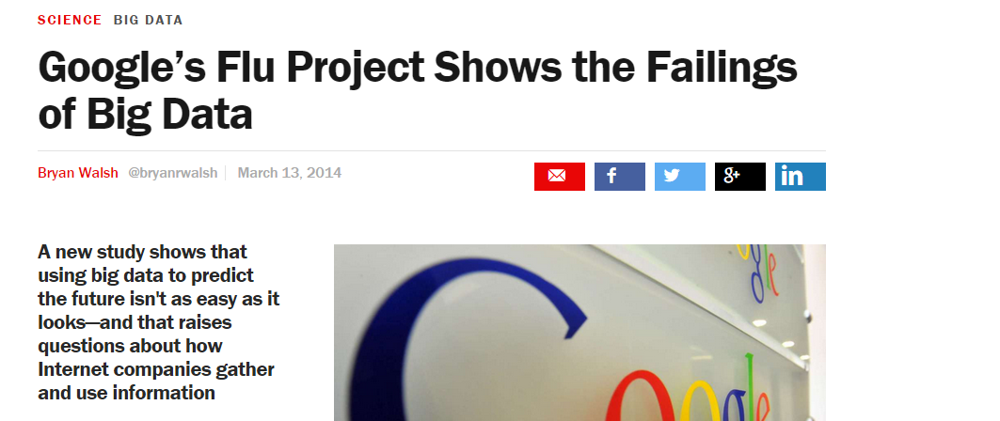 SCIENCE BIG DATA
Google’s Flu Project Shows the Failings
of Big Data
Bryan Walsh @bryanrwalsh March 13, 2014
f g+ in
A new study shows that
using big data to predict
the future isn't as easy as it
looks—and that raises
questions about how
Internet companies gather
and use information
ogle
Google